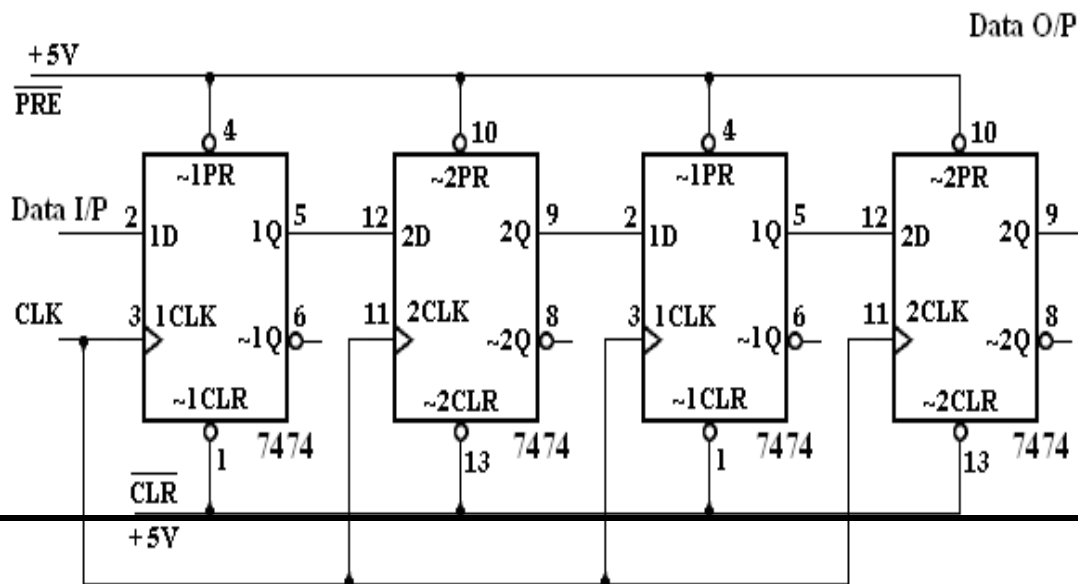 Data O/P
+5V
P̅R̅E̅
4 10 4 10
~1PR ~2PR ~1PR ~2PR
Data I/P 2 5 12 9 2 5 12 9
1D 1Q 2D 2Q 1D 1Q 2D 2Q
CLK 3 1CLK 6 11 2CLK 8 3 1CLK 6 11 2CLK 8
~1Q ~2Q ~1Q ~2Q
~1CLR ~2CLR ~1CLR ~2CLR
1 7474 13 7474 1 7474 13 7474
C̅L̅R̅
+5V